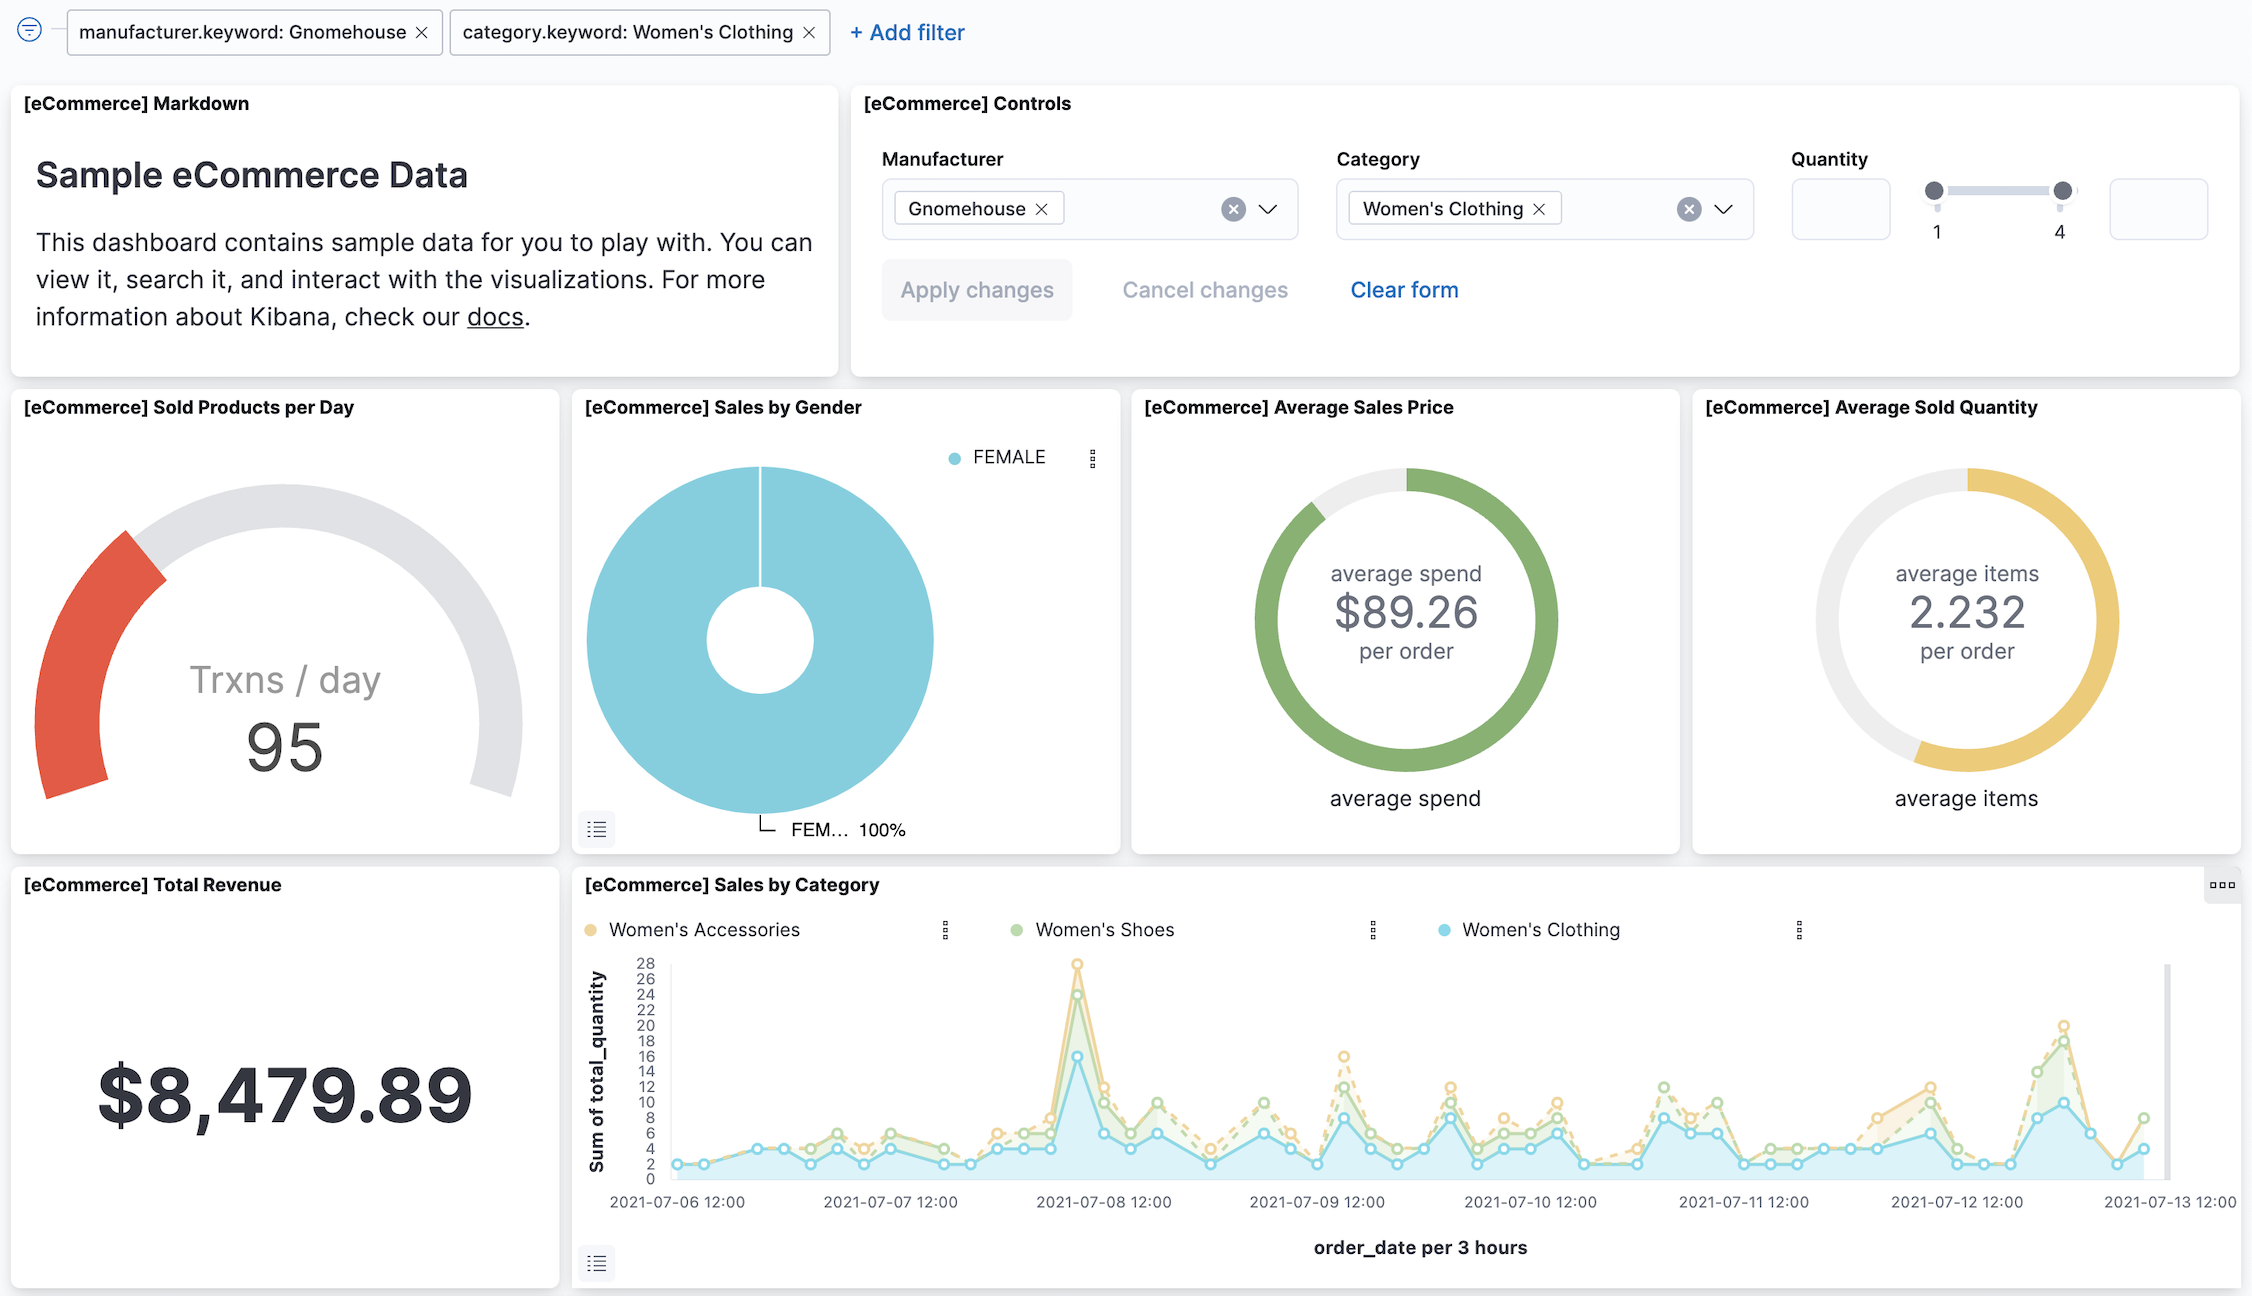 manufacturer.keyword: Gnomehouse × category.keyword: Women's Clothing × + Add filter
[eCommerce] Markdown
Sample eCommerce Data
This dashboard contains sample data for you to play with. You can
view it, search it, and interact with the visualizations. For more
information about Kibana, check our docs.
[eCommerce] Controls
Manufacturer
Gnomehouse ×
Category
Women's Clothing ×
Quantity
1 4
Apply changes Cancel changes Clear form
[eCommerce] Sold Products per Day
Trxns / day
95
[eCommerce] Sales by Gender
FEMALE
FEM... 100%
[eCommerce] Average Sales Price
average spend
$89.26
per order
average spend
[eCommerce] Average Sold Quantity
average items
2.232
per order
average items
[eCommerce] Total Revenue
$8,479.89
[eCommerce] Sales by Category
Women's Accessories Women's Shoes Women's Clothing
Sum of total_quantity
28
26
24
22
20
18
16
14
12
10
8
6
4
2
0
2021-07-06 12:00 2021-07-07 12:00 2021-07-08 12:00 2021-07-09 12:00 2021-07-10 12:00 2021-07-11 12:00 2021-07-12 12:00 2021-07-13 12:00
order_date per 3 hours